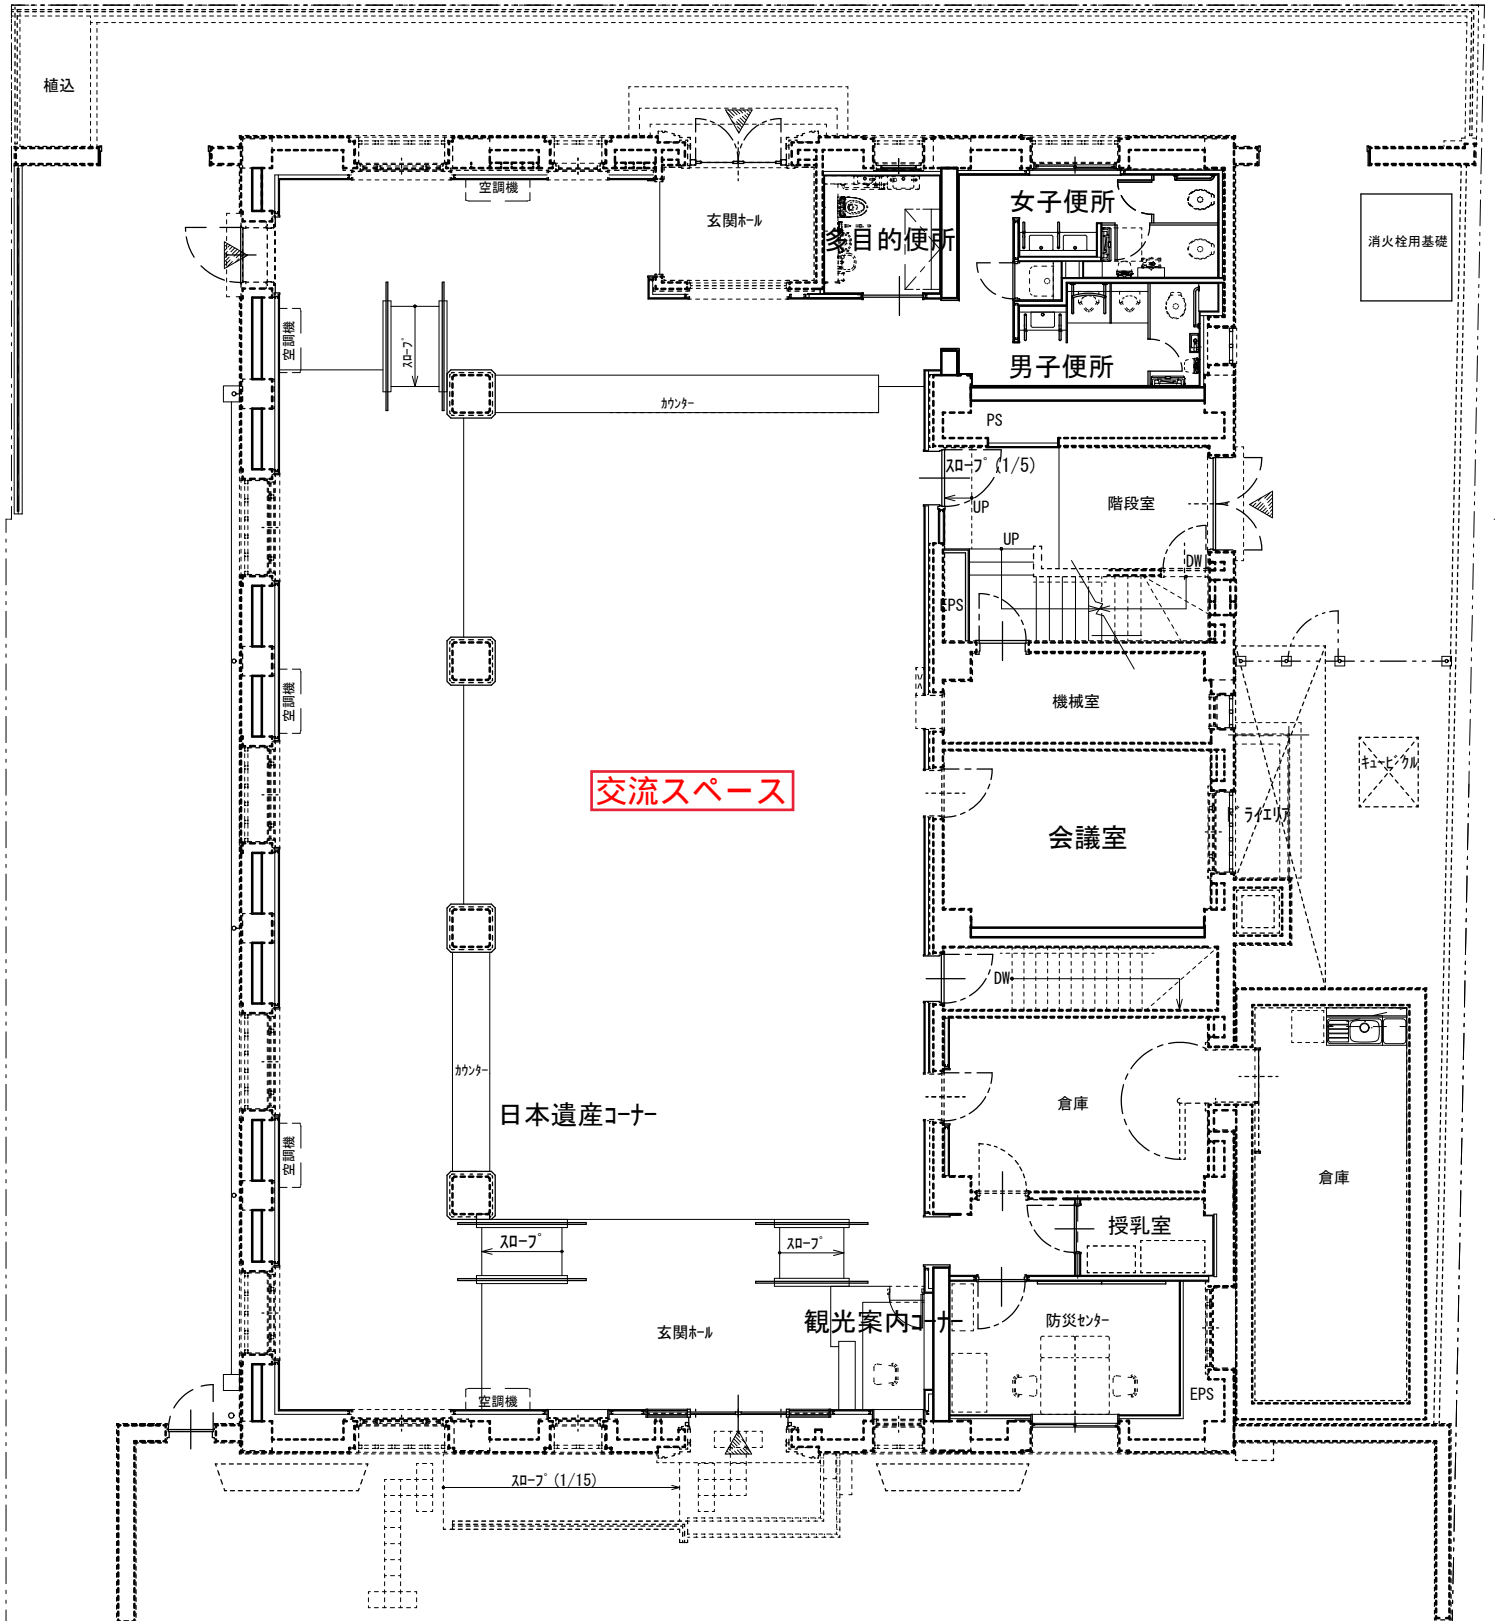 植込
空調機
玄関ホール
多目的便所
女子便所
消火栓用基礎
空調機
スロープ
男子便所
カウンター
PS
スロープ (1/5)
UP
階段室
UP
DW
EPS
空調機
機械室
交流スペース
キュービクル
ドライエリア
会議室
DW
カウンター
日本遺産コーナー
倉庫
空調機
倉庫
授乳室
スロープ
スロープ
観光案内コーナー
防災センター
玄関ホール
空調機
EPS
スロープ (1/15)